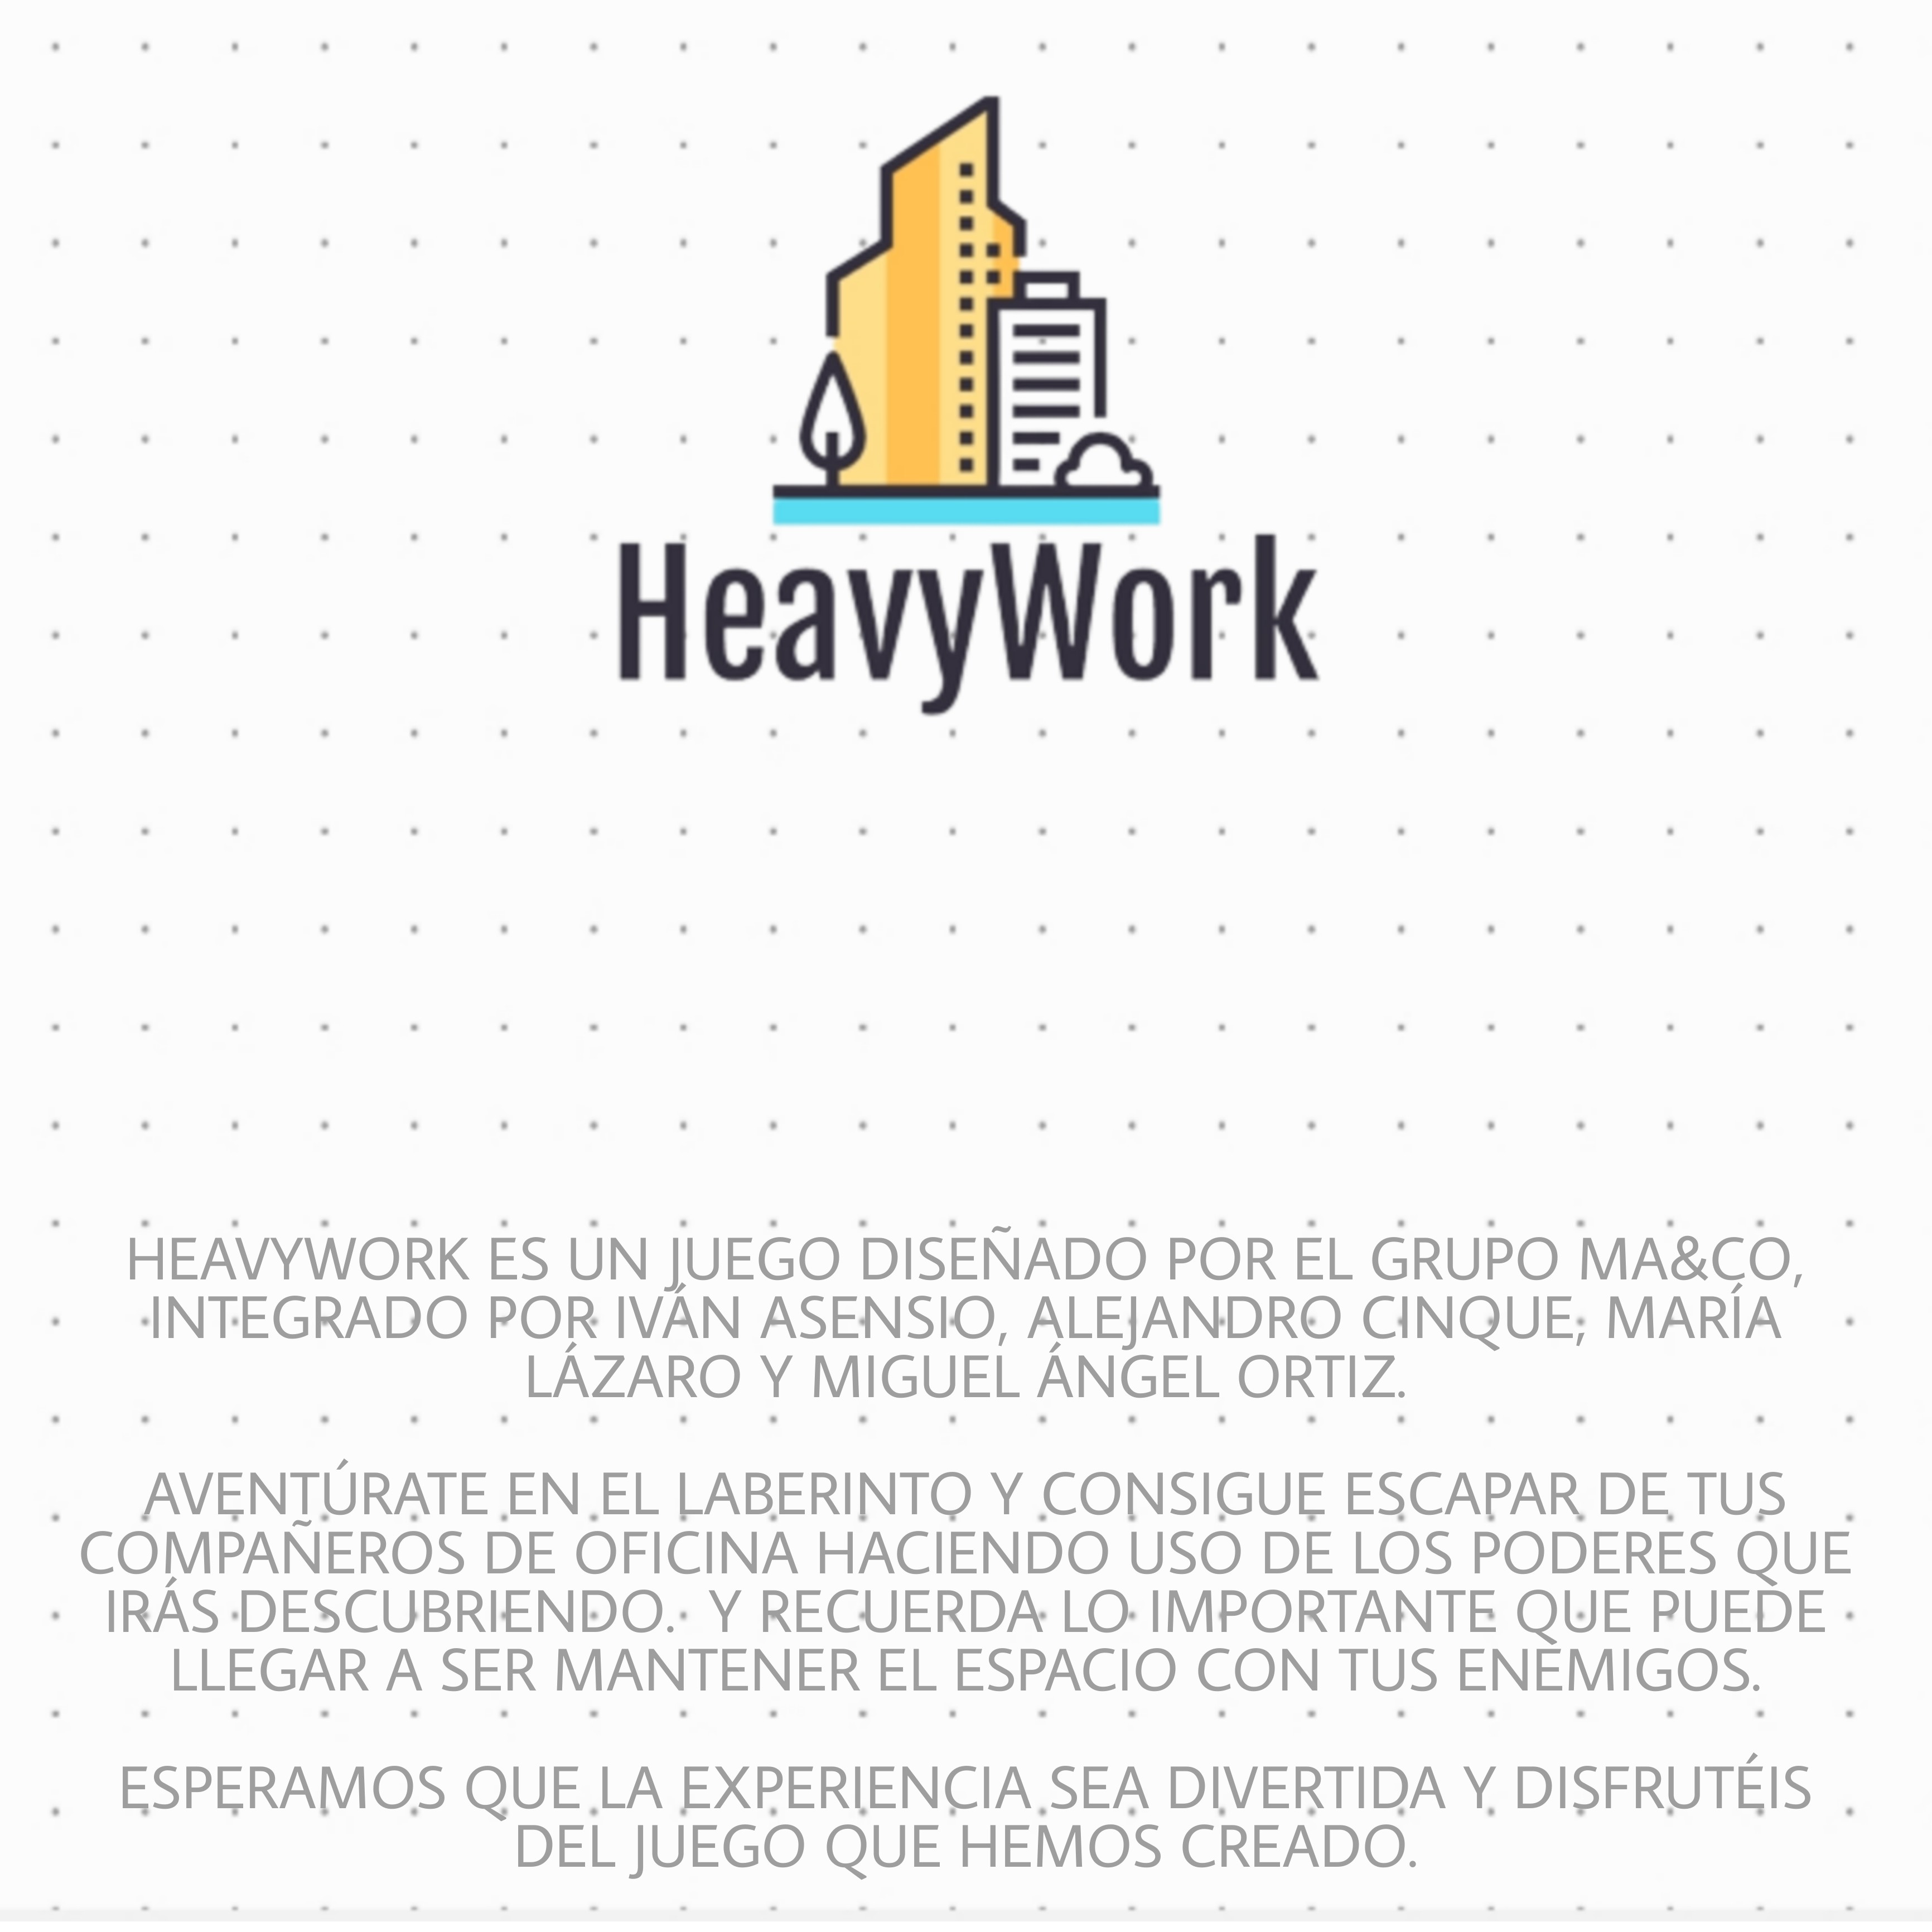 HeavyWork
HEAVYWORK ES UN JUEGO DISEÑADO POR EL GRUPO MA&CO,
INTEGRADO POR IVÁN ASENSIO, ALEJANDRO CINQUE, MARÍA
LÁZARO Y MIGUEL ÁNGEL ORTIZ.
AVENTÚRATE EN EL LABERINTO Y CONSIGUE ESCAPAR DE TUS
COMPAÑEROS DE OFICINA HACIENDO USO DE LOS PODERES QUE
IRÁS DESCUBRIENDO. Y RECUERDA LO IMPORTANTE QUE PUEDE
LLEGAR A SER MANTENER EL ESPACIO CON TUS ENEMIGOS.
ESPERAMOS QUE LA EXPERIENCIA SEA DIVERTIDA Y DISFRUTÉIS
DEL JUEGO QUE HEMOS CREADO.